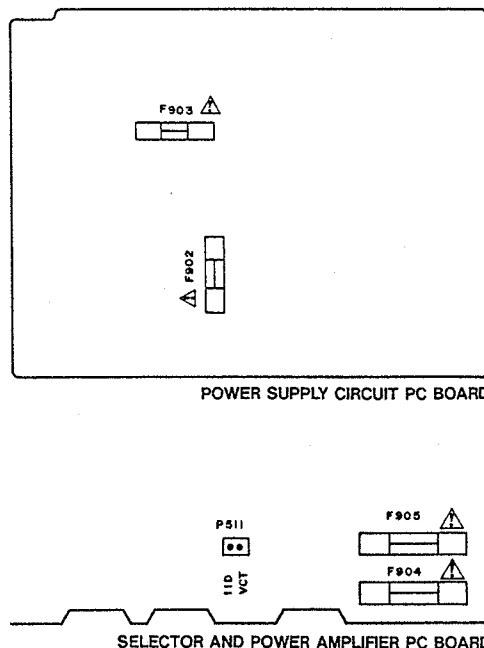 F903
F902
POWER SUPPLY CIRCUIT PC BOARD
P511
11D
VCT
F905
F904
SELECTOR AND POWER AMPLIFIER PC BOARD